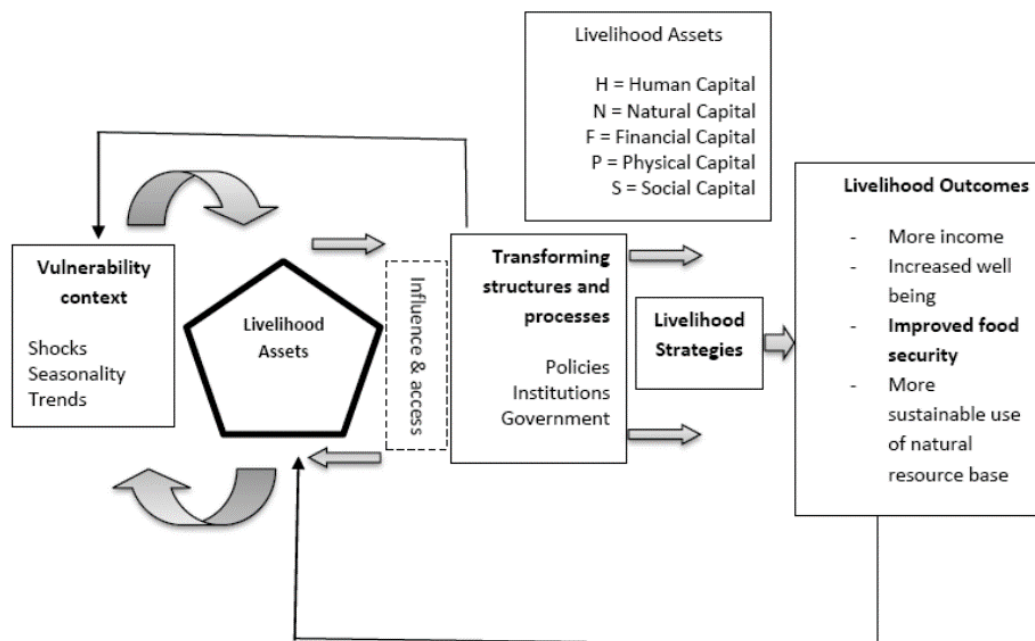 Livelihood Assets
H = Human Capital
N = Natural Capital
F = Financial Capital
P = Physical Capital
S = Social Capital
Vulnerability
context
Shocks
Seasonality
Trends
Livelihood
Assets
Influence & access
Transforming
structures and
processes
Policies
Institutions
Government
Livelihood
Strategies
Livelihood Outcomes
- More income
- Increased well
being
- Improved food
security
- More
sustainable use
of natural
resource base